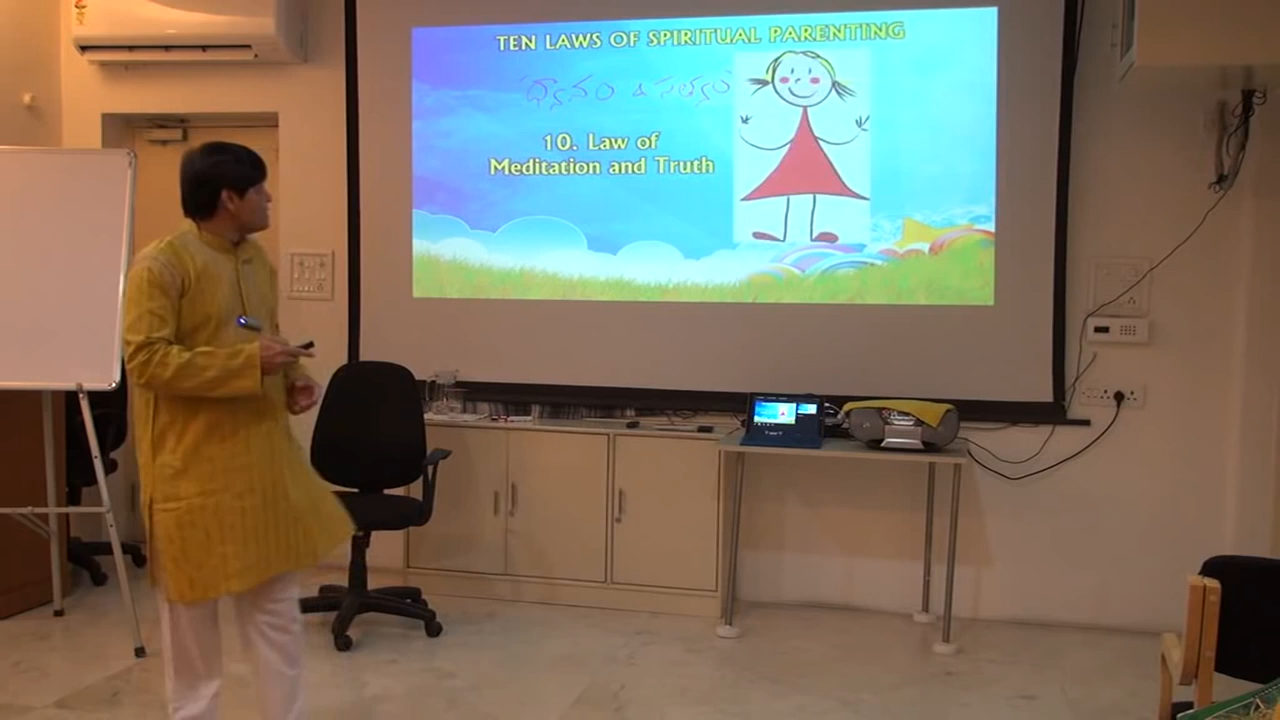 TEN LAWS OF SPIRITUAL PARENTING
ధ్యానం & సత్యం
10. Law of
Meditation and Truth